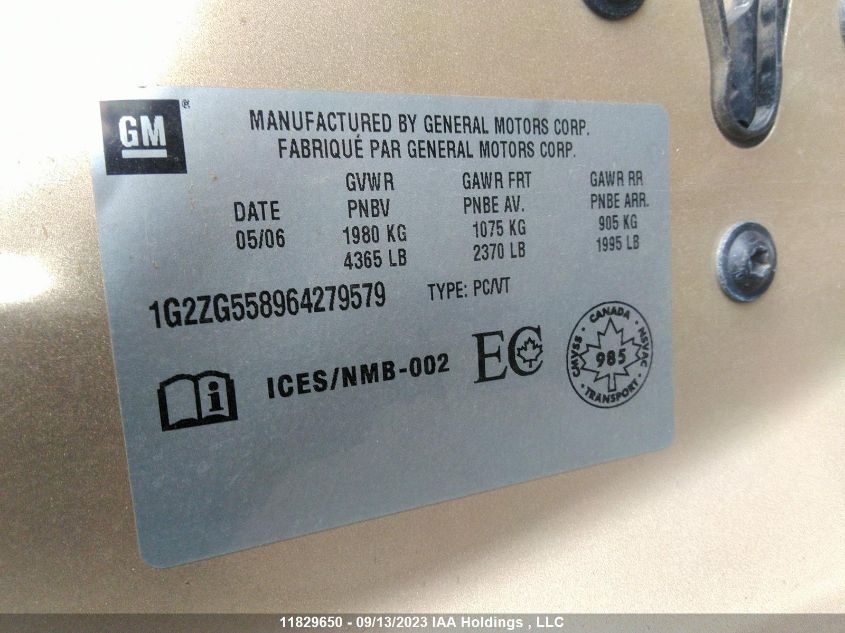 GM ®
MANUFACTURED BY GENERAL MOTORS CORP.
FABRIQUÉ PAR GENERAL MOTORS CORP.
GVWR GAWR FRT GAWR RR
DATE PNBV PNBE AV. PNBE ARR.
05/06 1980 KG 1075 KG 905 KG
4365 LB 2370 LB 1995 LB
1G2ZG558964279579 TYPE: PC/VT
i ICES/NMB-002 EC
CANADA
CMVSS 985 NSVAC
TRANSPORT
11829650 - 09/13/2023 IAA Holdings , LLC